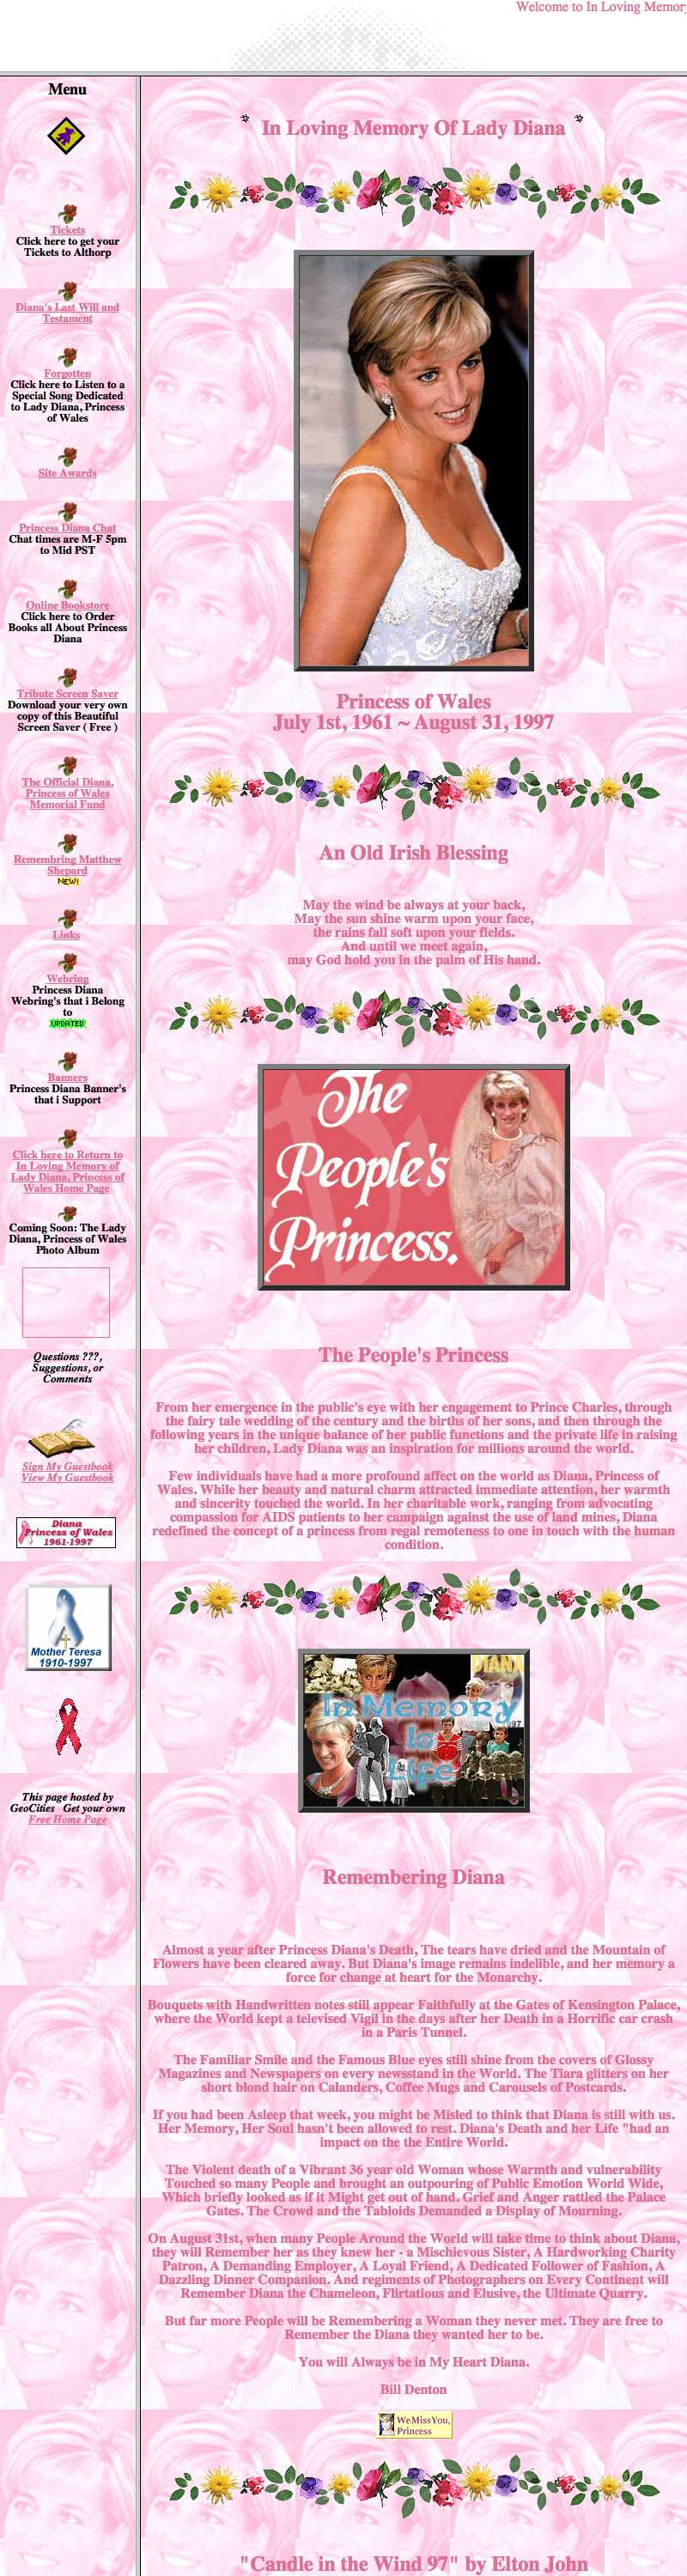 Welcome to In Loving Memor
Menu
Tickets
Click here to get your
Tickets to Althorp
Diana's Last Will and
Testament
Forgotten
Click here to Listen to a
Special Song Dedicated
to Lady Diana, Princess
of Wales
Site Awards
Princess Diana Chat
Chat times are M-F 5pm
to Mid PST
Online Bookstore
Click here to Order
Books all About Princess
Diana
Tribute Screen Saver
Download your very own
copy of this Beautiful
Screen Saver ( Free )
The Official Diana,
Princess of Wales
Memorial Fund
Remembring Matthew
Shepard
NEW!
Links
Webring
Princess Diana
Webring's that i Belong
to
UPDATED
Banners
Princess Diana Banner's
that i Support
Click here to Return to
In Loving Memory of
Lady Diana, Princess of
Wales Home Page
Coming Soon: The Lady
Diana, Princess of Wales
Photo Album
Questions ???,
Suggestions, or
Comments
Sign My Guestbook
View My Guestbook
Diana
Princess of Wales
1961-1997
Mother Teresa
1910-1997
This page hosted by
GeoCities Get your own
Free Home Page
In Loving Memory Of Lady Diana
Princess of Wales
July 1st, 1961 ~ August 31, 1997
An Old Irish Blessing
May the wind be always at your back,
May the sun shine warm upon your face,
the rains fall soft upon your fields.
And until we meet again,
may God hold you in the palm of His hand.
The
People's
Princess.
The People's Princess
From her emergence in the public's eye with her engagement to Prince Charles, through
the fairy tale wedding of the century and the births of her sons, and then through the
following years in the unique balance of her public functions and the private life in raising
her children, Lady Diana was an inspiration for millions around the world.
Few individuals have had a more profound affect on the world as Diana, Princess of
Wales. While her beauty and natural charm attracted immediate attention, her warmth
and sincerity touched the world. In her charitable work, ranging from advocating
compassion for AIDS patients to her campaign against the use of land mines, Diana
redefined the concept of a princess from regal remoteness to one in touch with the human
condition.
DIANA
In Memory
Is
Life
Remembering Diana
Almost a year after Princess Diana's Death, The tears have dried and the Mountain of
Flowers have been cleared away. But Diana's image remains indelible, and her memory a
force for change at heart for the Monarchy.
Bouquets with Handwritten notes still appear Faithfully at the Gates of Kensington Palace,
where the World kept a televised Vigil in the days after her Death in a Horrific car crash
in a Paris Tunnel.
The Familiar Smile and the Famous Blue eyes still shine from the covers of Glossy
Magazines and Newspapers on every newsstand in the World. The Tiara glitters on her
short blond hair on Calanders, Coffee Mugs and Carousels of Postcards.
If you had been Asleep that week, you might be Misled to think that Diana is still with us.
Her Memory, Her Soul hasn't been allowed to rest. Diana's Death and her Life "had an
impact on the the Entire World.
The Violent death of a Vibrant 36 year old Woman whose Warmth and vulnerability
Touched so many People and brought an outpouring of Public Emotion World Wide,
Which briefly looked as if it Might get out of hand. Grief and Anger rattled the Palace
Gates. The Crowd and the Tabloids Demanded a Display of Mourning.
On August 31st, when many People Around the World will take time to think about Diana,
they will Remember her as they knew her - a Mischievous Sister, A Hardworking Charity
Patron, A Demanding Employer, A Loyal Friend, A Dedicated Follower of Fashion, A
Dazzling Dinner Companion. And regiments of Photographers on Every Continent will
Remember Diana the Chameleon, Flirtatious and Elusive, the Ultimate Quarry.
But far more People will be Remembering a Woman they never met. They are free to
Remember the Diana they wanted her to be.
You will Always be in My Heart Diana.
Bill Denton
We Miss You,
Princess
"Candle in the Wind 97" by Elton John